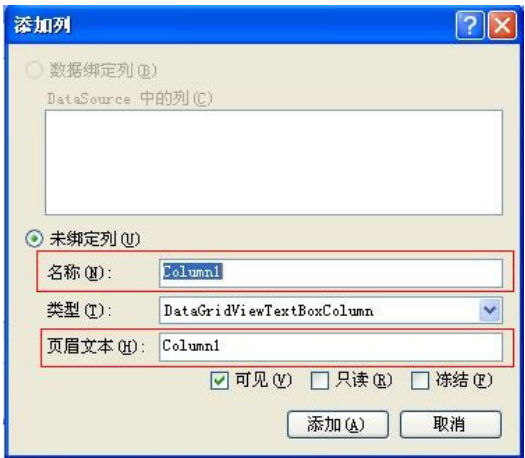 添加列
数据绑定列(B)
DataSource 中的列(C)
未绑定列(U)
名称(N): Column1
类型(T): DataGridViewTextBoxColumn
页眉文本(H): Column1
可见(V) 只读(R) 冻结(F)
添加(A) 取消